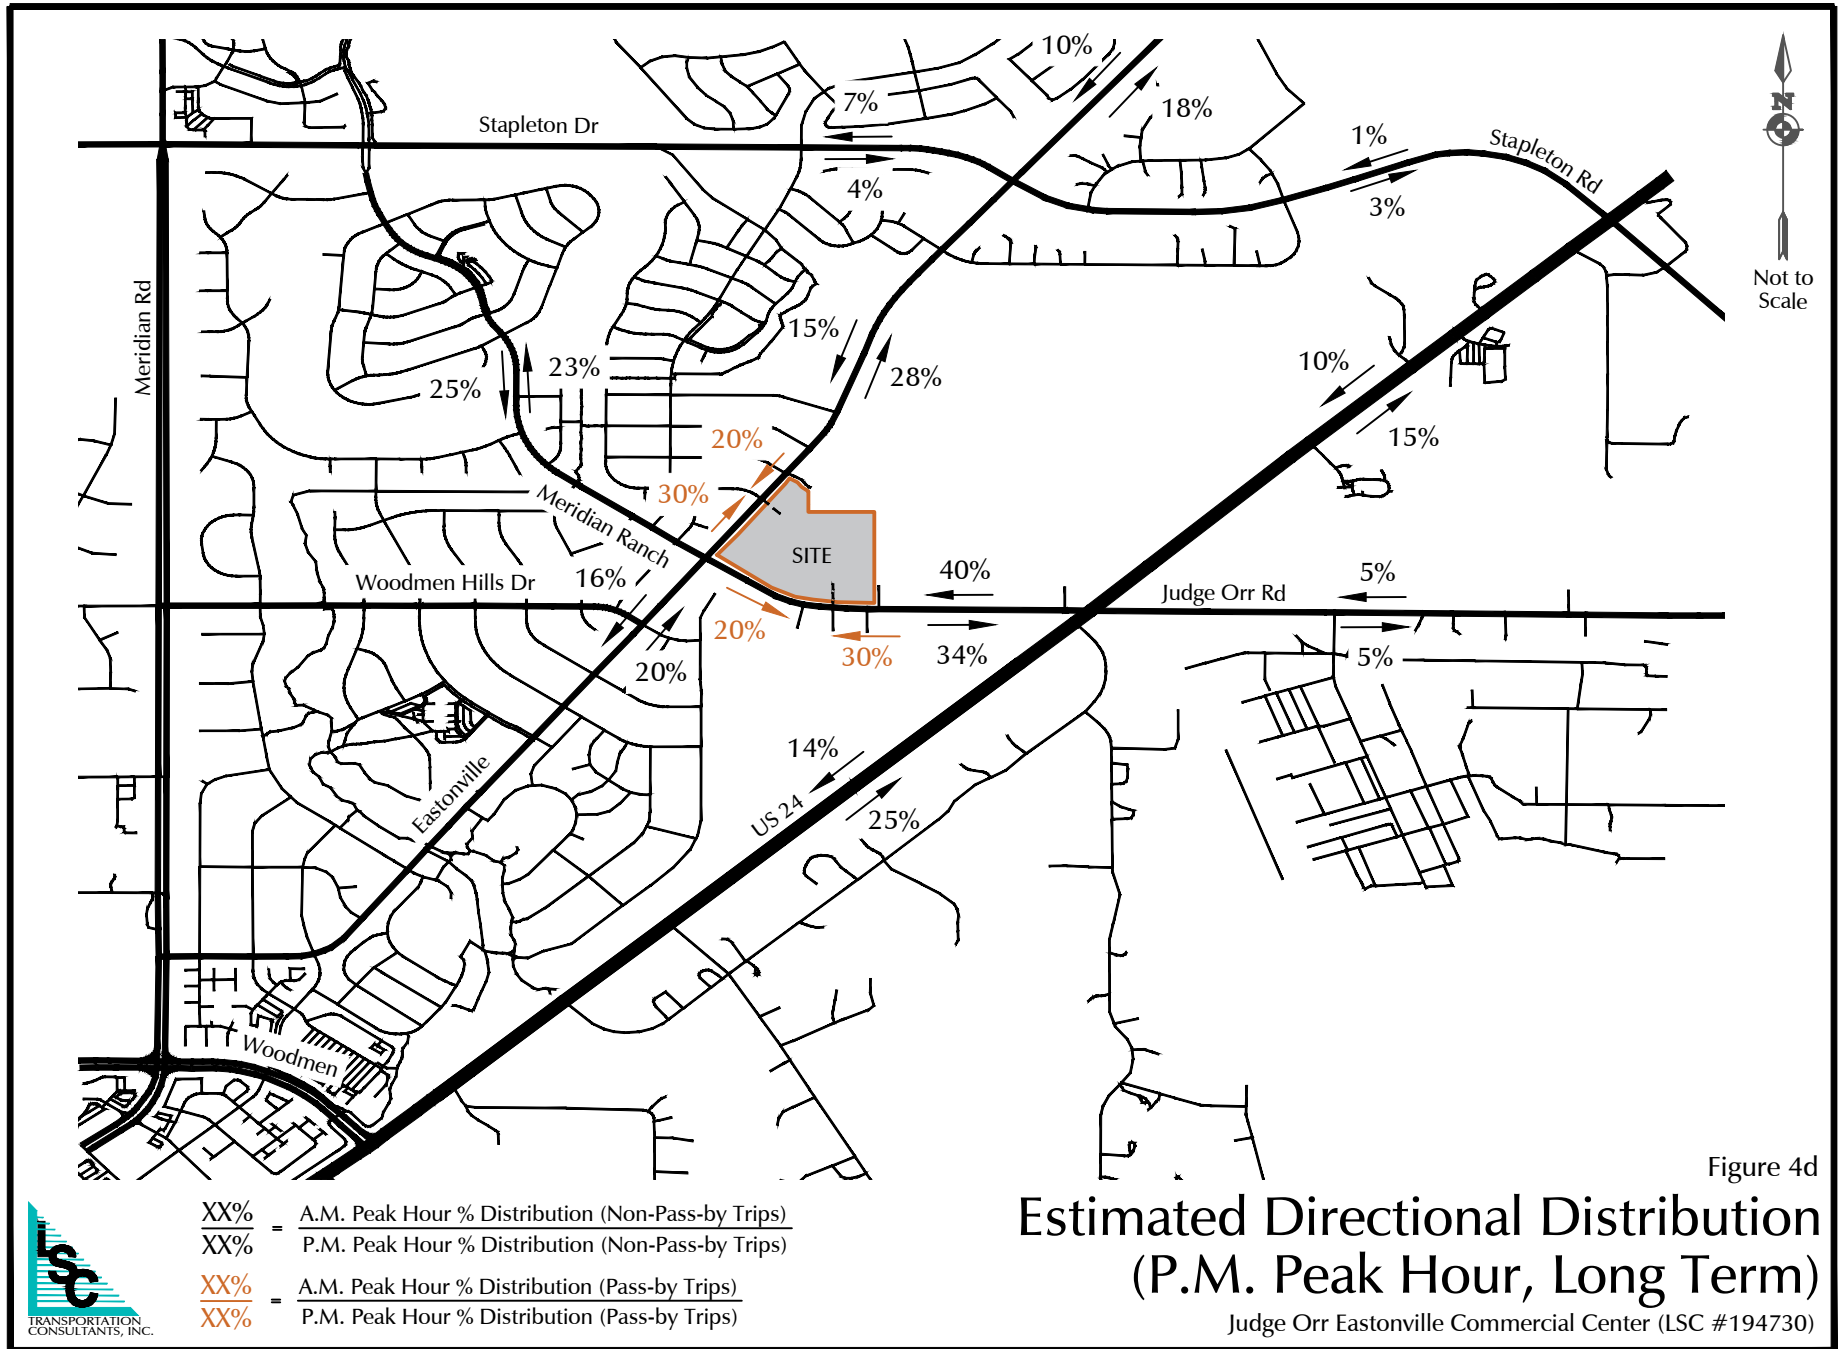 10%
18%
7%
Stapleton Dr
4%
1%
Stapleton Rd
3%
N
Not to
Scale
Meridian Rd
15%
28%
23%
25%
10%
15%
20%
30%
Meridian Ranch
SITE
Woodmen Hills Dr
16%
20%
20%
30%
40%
34%
Judge Orr Rd
5%
5%
14%
US 24
25%
Eastonville
Woodmen
Figure 4d
Estimated Directional Distribution
(P.M. Peak Hour, Long Term)
Judge Orr Eastonville Commercial Center (LSC #194730)
LSC
TRANSPORTATION
CONSULTANTS, INC.
XX% = A.M. Peak Hour % Distribution (Non-Pass-by Trips)
XX% P.M. Peak Hour % Distribution (Non-Pass-by Trips)
XX% = A.M. Peak Hour % Distribution (Pass-by Trips)
XX% P.M. Peak Hour % Distribution (Pass-by Trips)